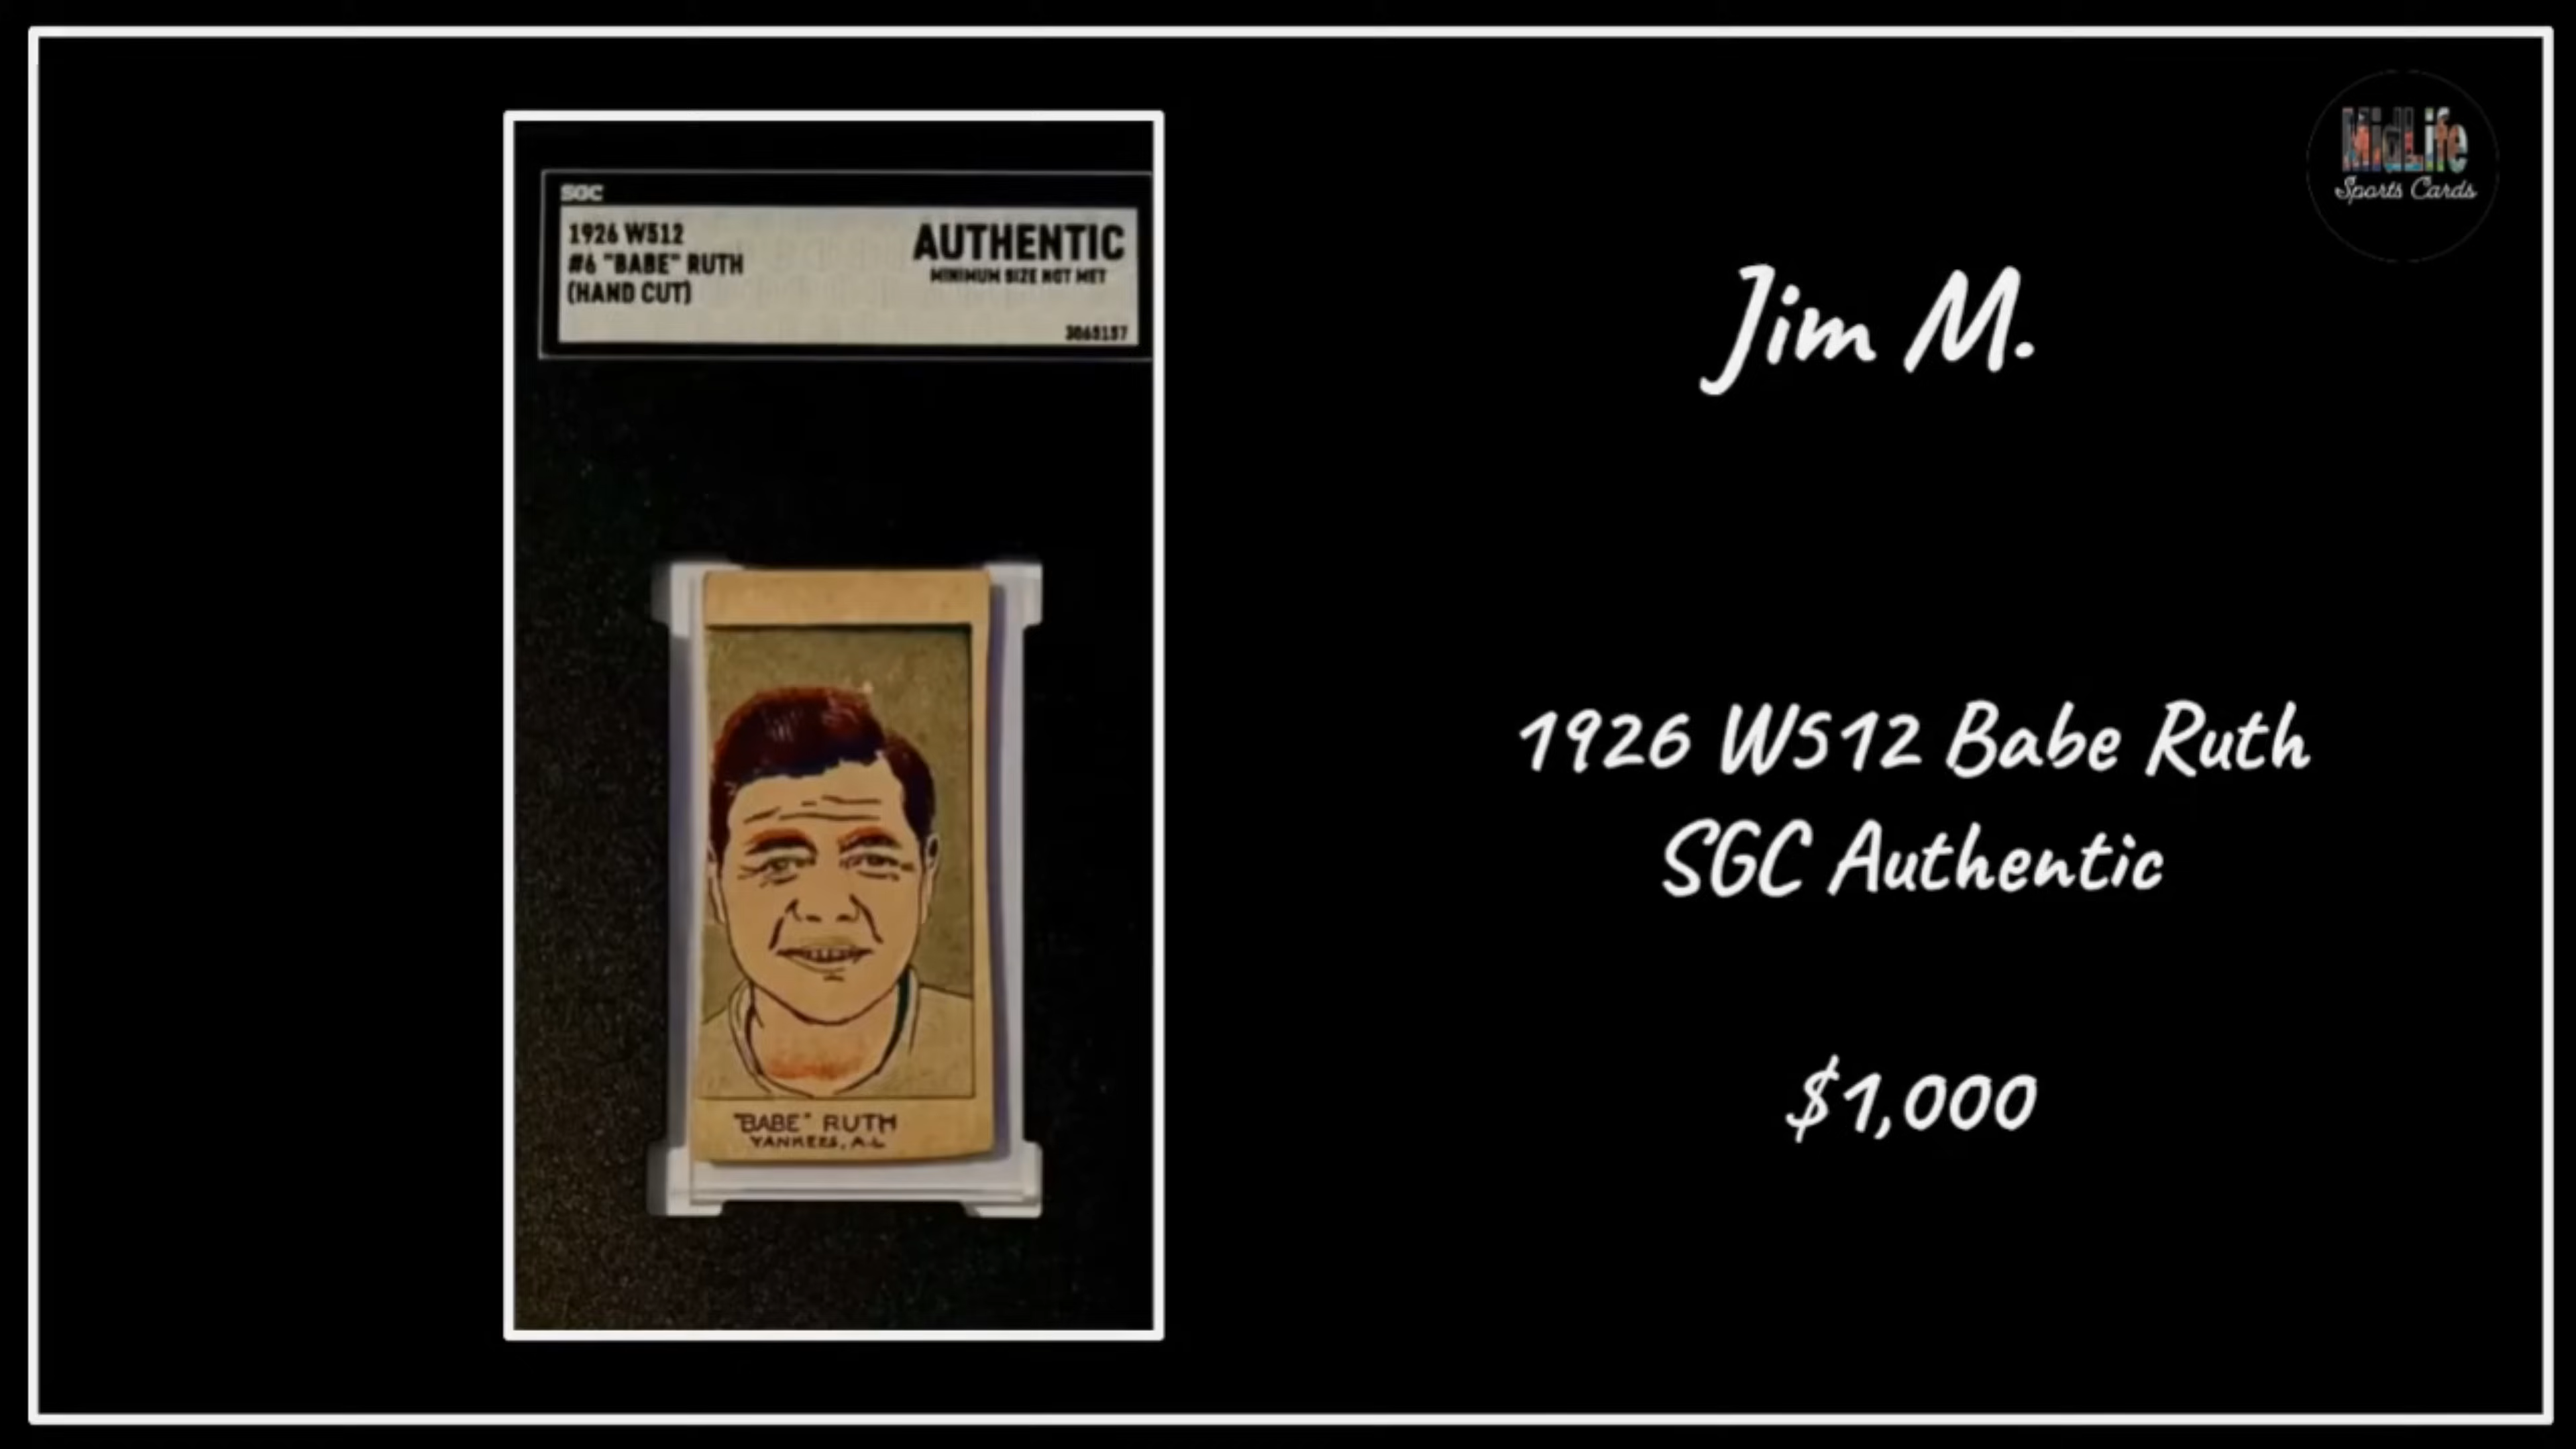 SGC
1926 W512
#6 "BABE" RUTH
(HAND CUT)
AUTHENTIC
MINIMUM SIZE NOT MET
3065157
"BABE" RUTH
YANKEES, A.L
MidLife
Sports Cards
Jim M.
1926 W512 Babe Ruth
SGC Authentic
$1,000